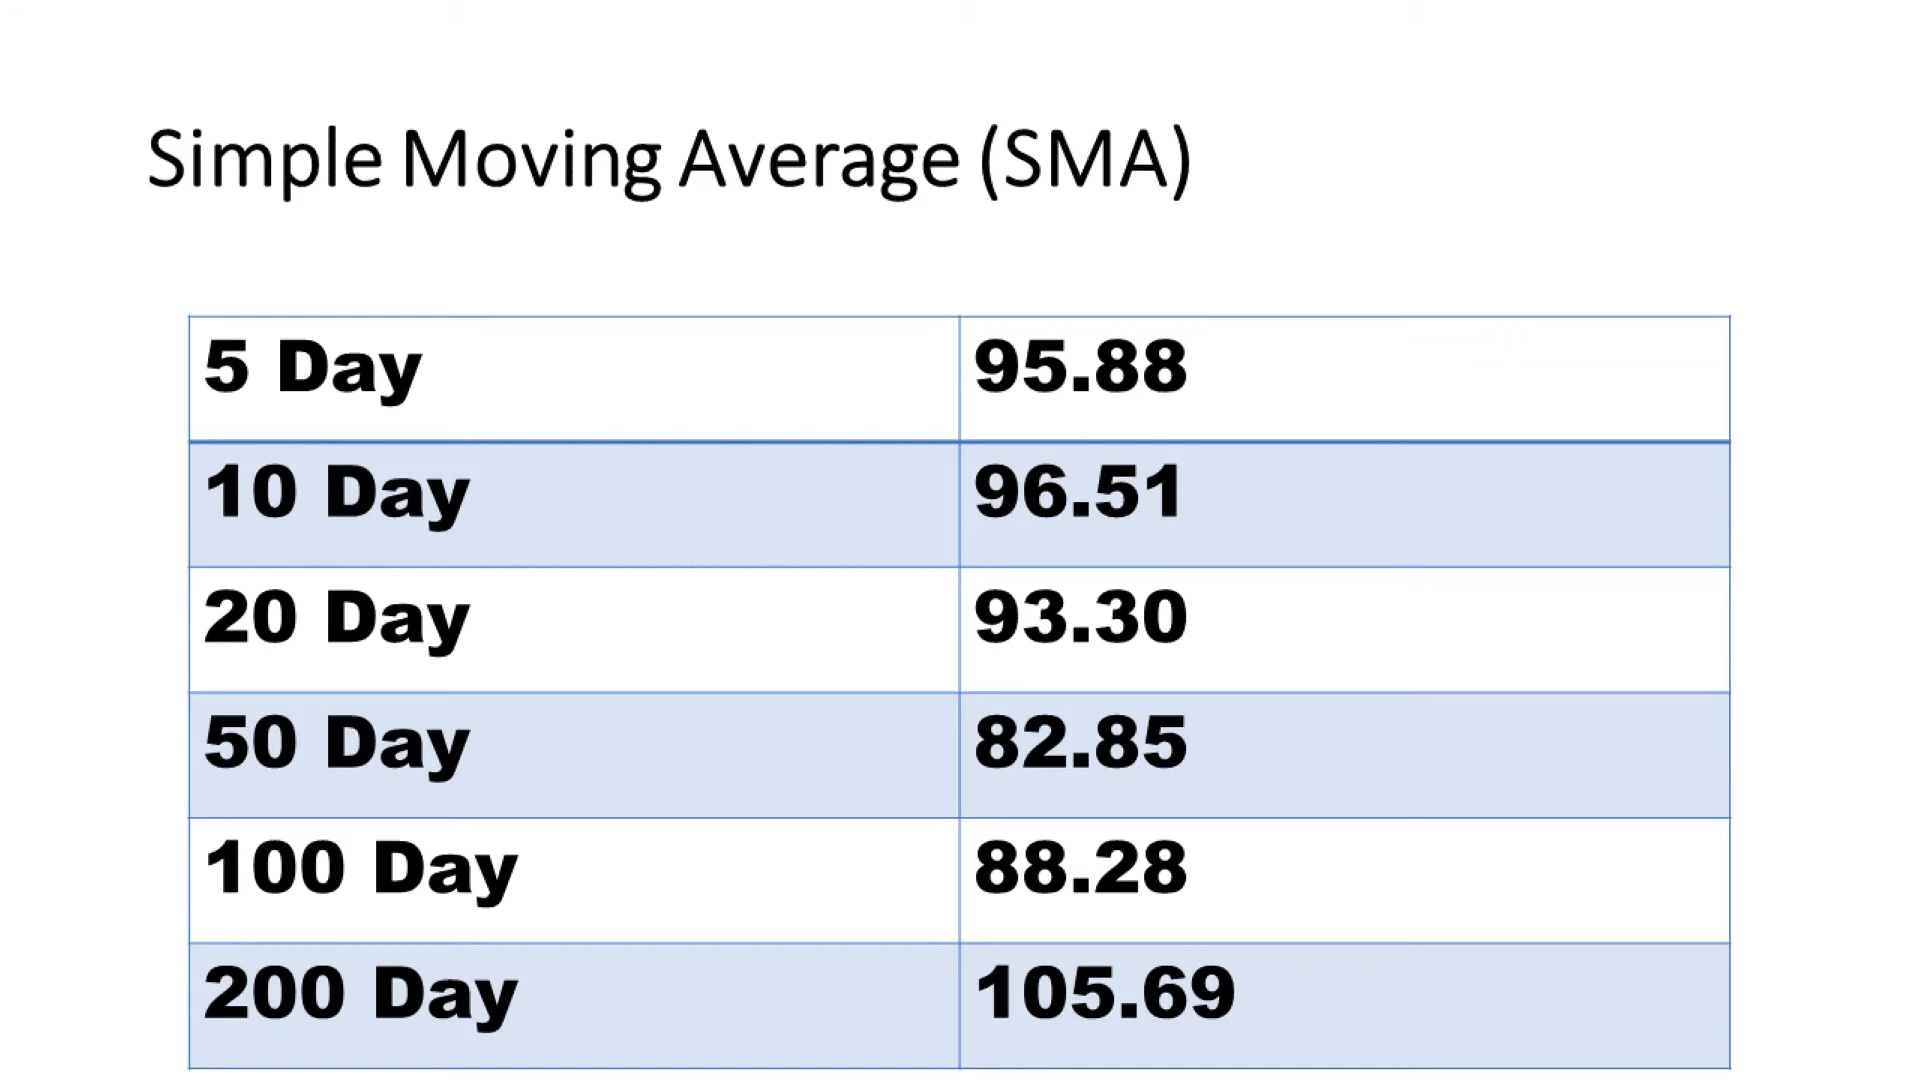 Simple Moving Average (SMA)
5 Day 95.88
10 Day 96.51
20 Day 93.30
50 Day 82.85
100 Day 88.28
200 Day 105.69